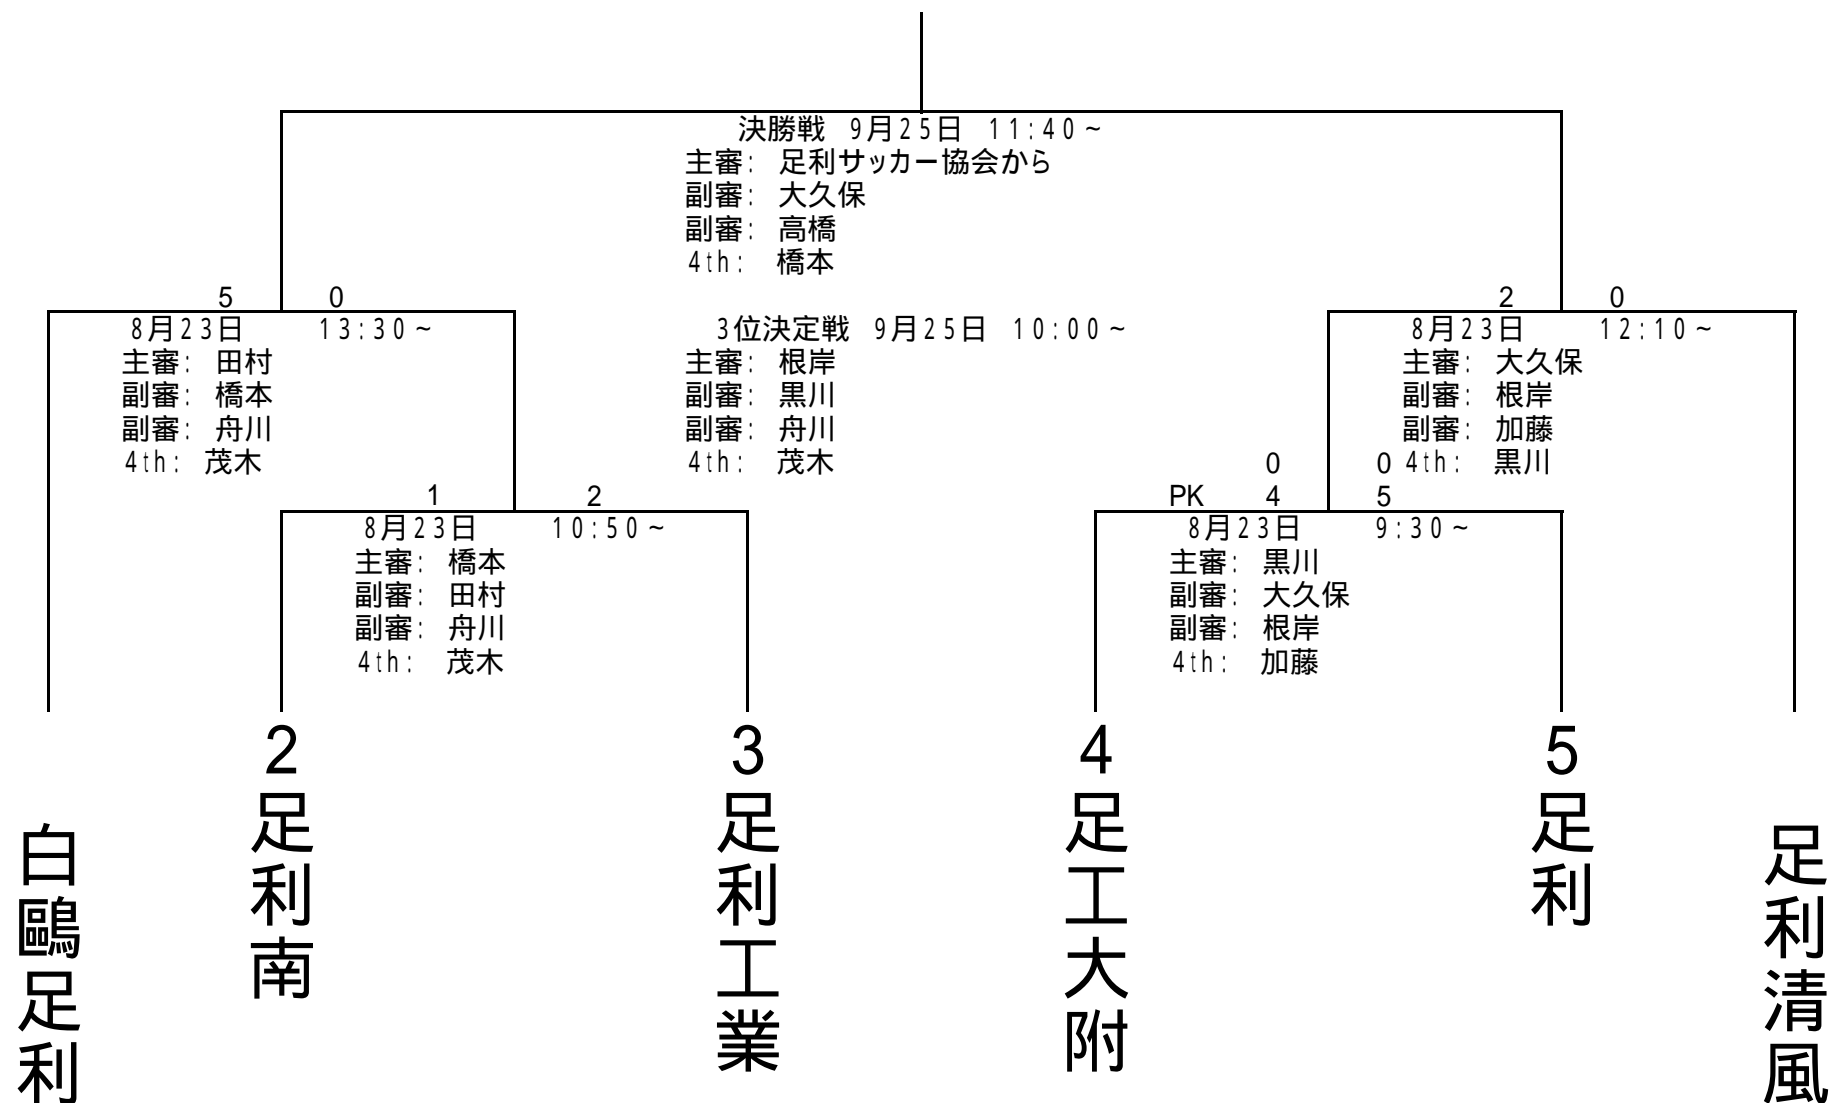 決勝戦 9月25日 11:40~
主審: 足利サッカー協会から
副審: 大久保
副審: 高橋
4th: 橋本
5 0
8月23日 13:30~
主審: 田村
副審: 橋本
副審: 舟川
4th: 茂木
3位決定戦 9月25日 10:00~
主審: 根岸
副審: 黒川
副審: 舟川
4th: 茂木
2 0
8月23日 12:10~
主審: 大久保
副審: 根岸
副審: 加藤
4th: 黒川
1 2
8月23日 10:50~
主審: 橋本
副審: 田村
副審: 舟川
4th: 茂木
0 0
PK 4 5
8月23日 9:30~
主審: 黒川
副審: 大久保
副審: 根岸
4th: 加藤
白鷗足利
2足利南
3足利工業
4足工大附
5足利
足利清風